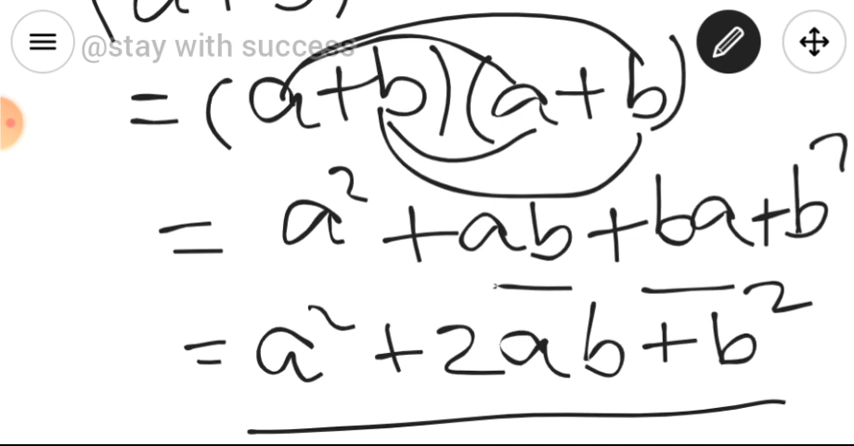 (a+b)
@stay with success
= (a+b)(a+b)
= a² + ab + ba + b²
= a² + 2ab + b²